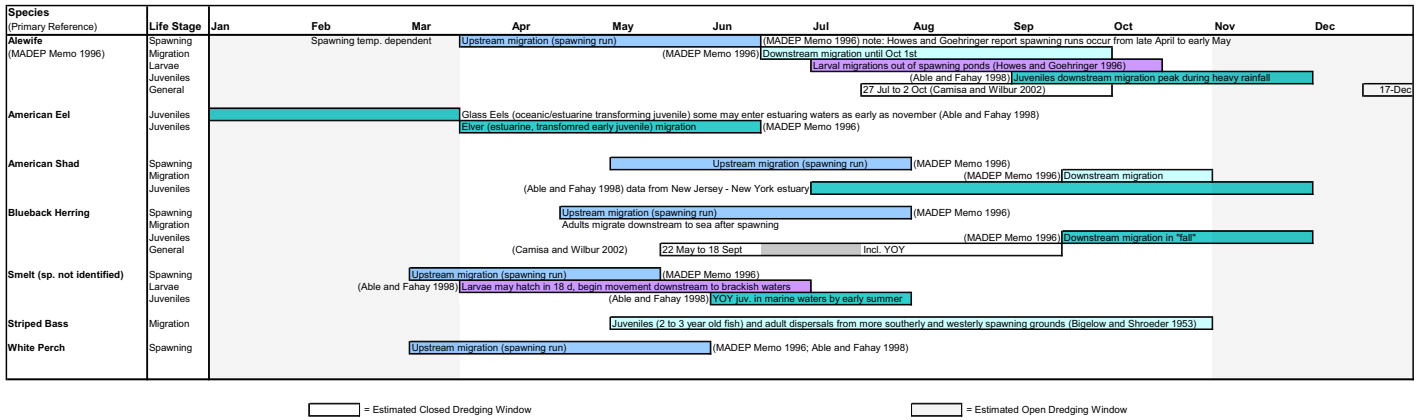 Species
(Primary Reference) Life Stage Jan Feb Mar Apr May Jun Jul Aug Sep Oct Nov Dec
Alewife Spawning Spawning temp. dependent Upstream migration (spawning run) (MADEP Memo 1996) note: Howes and Goehringer report spawning runs occur from late April to early May
(MADEP Memo 1996) Migration (MADEP Memo 1996) Downstream migration until Oct 1st
Larvae Larval migrations out of spawning ponds (Howes and Goehringer 1996)
Juveniles (Able and Fahay 1998) Juveniles downstream migration peak during heavy rainfall
General 27 Jul to 2 Oct (Camisa and Wilbur 2002) 17-Dec
American Eel Juveniles Glass Eels (oceanic/estuarine transforming juvenile) some may enter estuaring waters as early as november (Able and Fahay 1998)
Juveniles Elver (estuarine, transfomred early juvenile) migration (MADEP Memo 1996)
American Shad Spawning Upstream migration (spawning run) (MADEP Memo 1996)
Migration (MADEP Memo 1996) Downstream migration
Juveniles (Able and Fahay 1998) data from New Jersey - New York estuary
Blueback Herring Spawning Upstream migration (spawning run) (MADEP Memo 1996)
Migration Adults migrate downstream to sea after spawning
Juveniles (MADEP Memo 1996) Downstream migration in "fall"
General (Camisa and Wilbur 2002) 22 May to 18 Sept Incl. YOY
Smelt (sp. not identified) Spawning Upstream migration (spawning run) (MADEP Memo 1996)
Larvae (Able and Fahay 1998) Larvae may hatch in 18 d, begin movement downstream to brackish waters
Juveniles (Able and Fahay 1998) YOY juv. in marine waters by early summer
Striped Bass Migration Juveniles (2 to 3 year old fish) and adult dispersals from more southerly and westerly spawning grounds (Bigelow and Shroeder 1953)
White Perch Spawning Upstream migration (spawning run) (MADEP Memo 1996; Able and Fahay 1998)
= Estimated Closed Dredging Window = Estimated Open Dredging Window